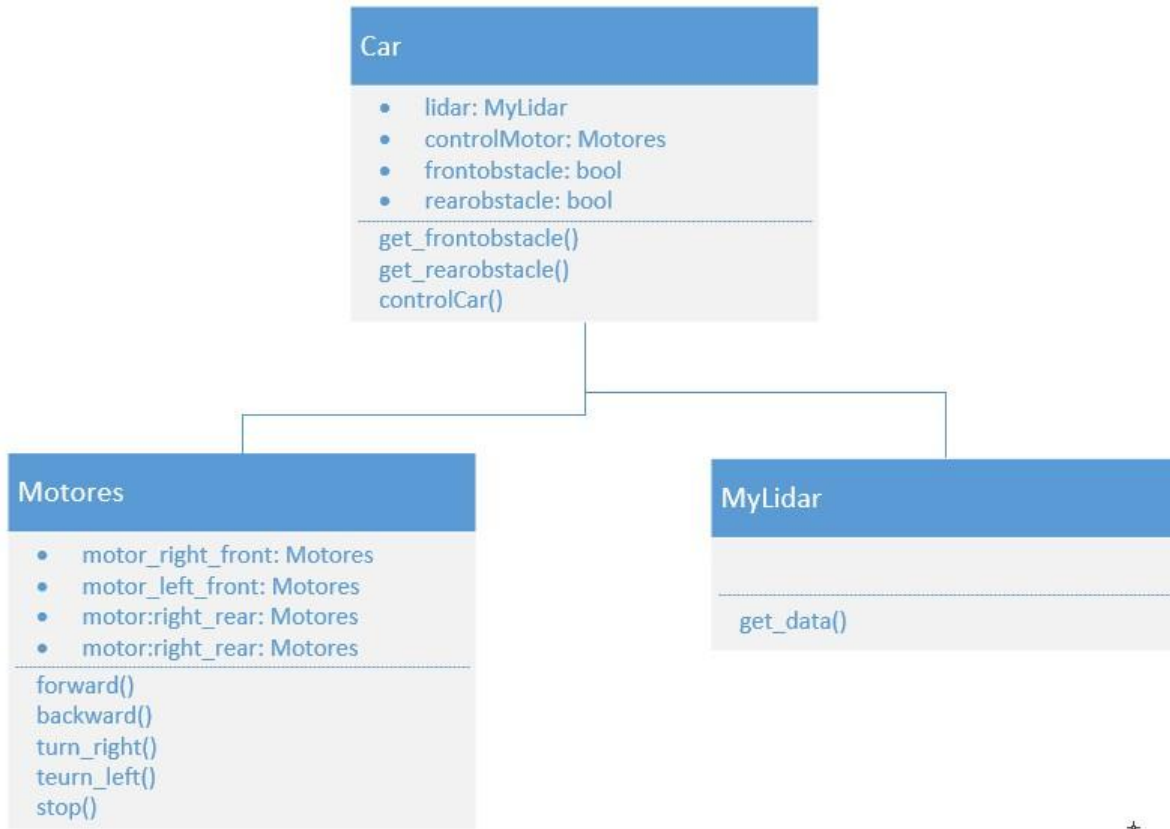 Car
• lidar: MyLidar
• controlMotor: Motores
• frontobstacle: bool
• rearobstacle: bool
get_frontobstacle()
get_rearobstacle()
controlCar()
Motores
• motor_right_front: Motores
• motor_left_front: Motores
• motor:right_rear: Motores
• motor:right_rear: Motores
forward()
backward()
turn_right()
teurn_left()
stop()
MyLidar
get_data()